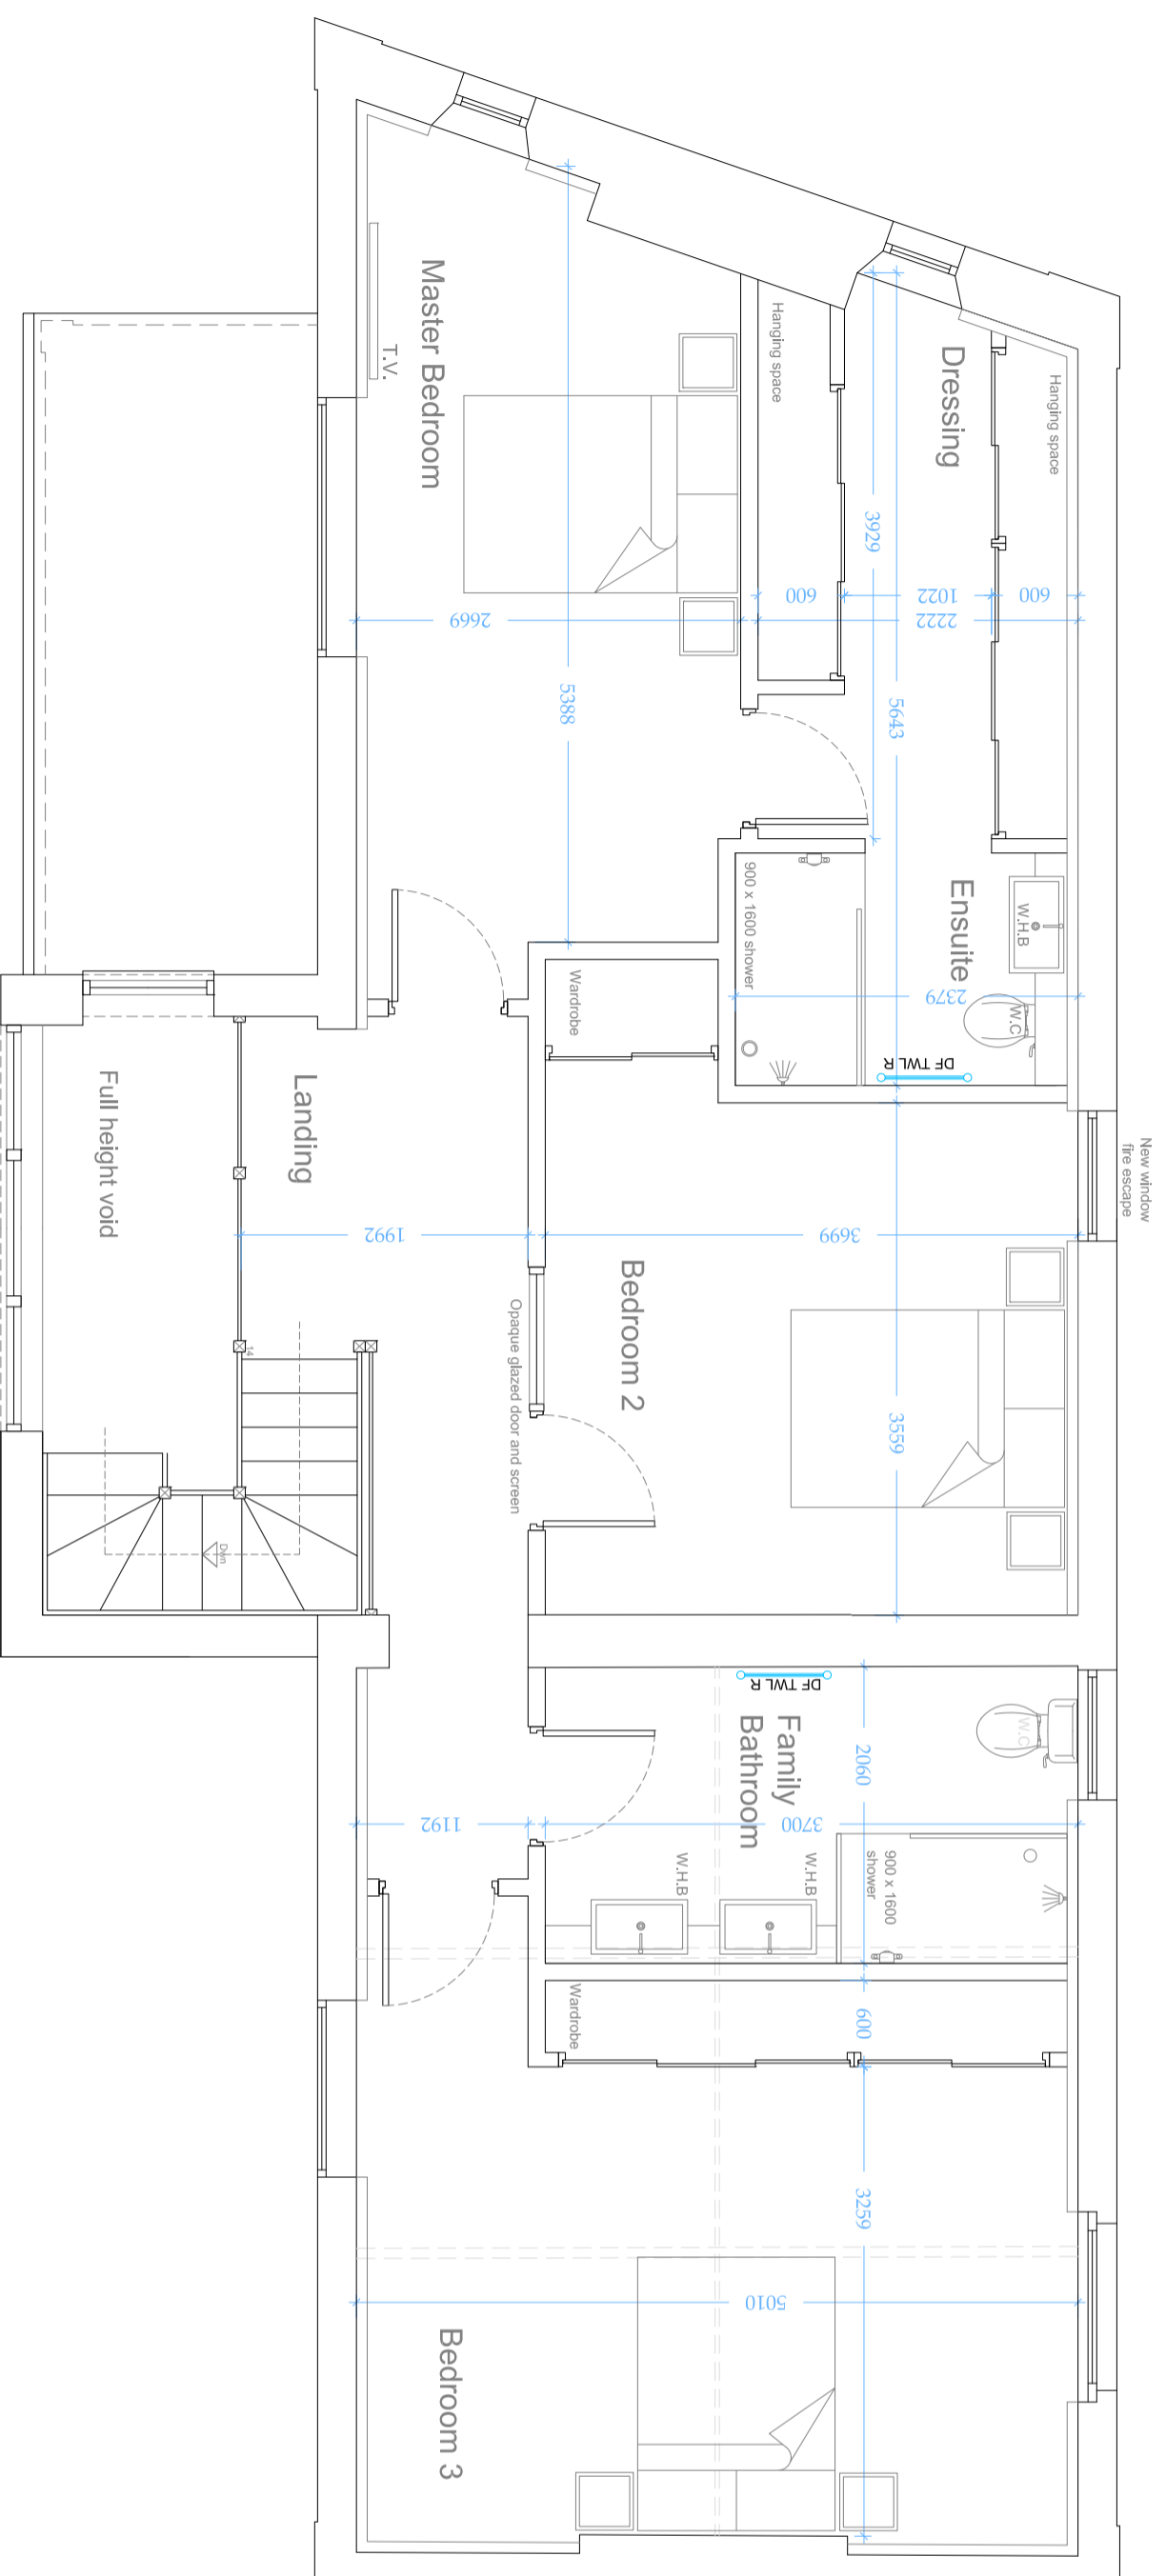 Master Bedroom
T.V.
Hanging space
Dressing
Hanging space
3929
600
1022
600
2669
2222
5388
5643
900 x 1600 shower
Ensuite
W.H.B
W.C
2379
DF TWL R
Wardrobe
New window
fire escape
Landing
Full height void
1992
3699
Bedroom 2
Opaque glazed door and screen
14
3559
Dwn
DF TWL R
Family
Bathroom
W.C
2060
1192
3700
W.H.B
W.H.B
900 x 1600
shower
Wardrobe
600
3259
5010
Bedroom 3